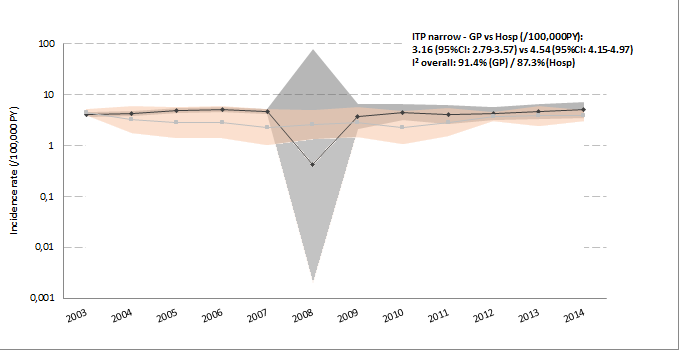 ITP narrow - GP vs Hosp (/100,000PY):
3.16 (95%CI: 2.79-3.57) vs 4.54 (95%CI: 4.15-4.97)
I² overall: 91.4% (GP) / 87.3% (Hosp)
Incidence rate (/100,000 PY)
100
10
1
0,1
0,01
0,001
2003 2004 2005 2006 2007 2008 2009 2010 2011 2012 2013 2014